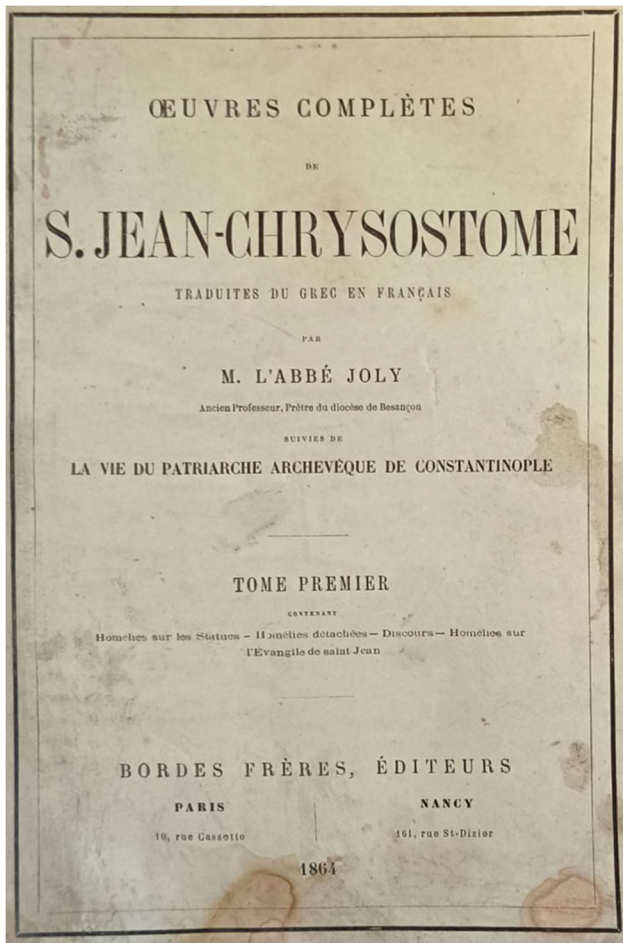 ŒUVRES COMPLÈTES
DE
S. JEAN-CHRYSOSTOME
TRADUITES DU GREC EN FRANÇAIS
PAR
M. L'ABBÉ JOLY
Ancien Professeur, Prêtre du diocèse de Besançon
SUIVIES DE
LA VIE DU PATRIARCHE ARCHEVÊQUE DE CONSTANTINOPLE
TOME PREMIER
CONTENANT
Homélies sur les Statues — Homélies détachées — Discours — Homélies sur
l'Évangile de saint Jean
BORDES FRÈRES, ÉDITEURS
PARIS
rue Cassette
NANCY
161, rue St-Dizier
1864